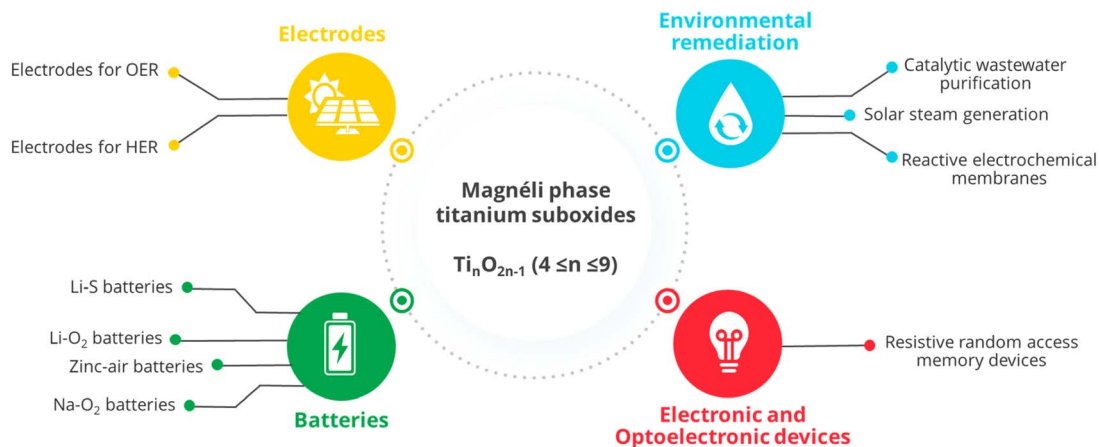 Electrodes
Electrodes for OER
Electrodes for HER
Environmental
remediation
Catalytic wastewater
purification
Solar steam generation
Reactive electrochemical
membranes
Magnéli phase
titanium suboxides
TiₙO₂ₙ₋₁ (4 ≤n ≤9)
Li-S batteries
Li-O₂ batteries
Zinc-air batteries
Na-O₂ batteries
Batteries
Resistive random access
memory devices
Electronic and
Optoelectronic devices